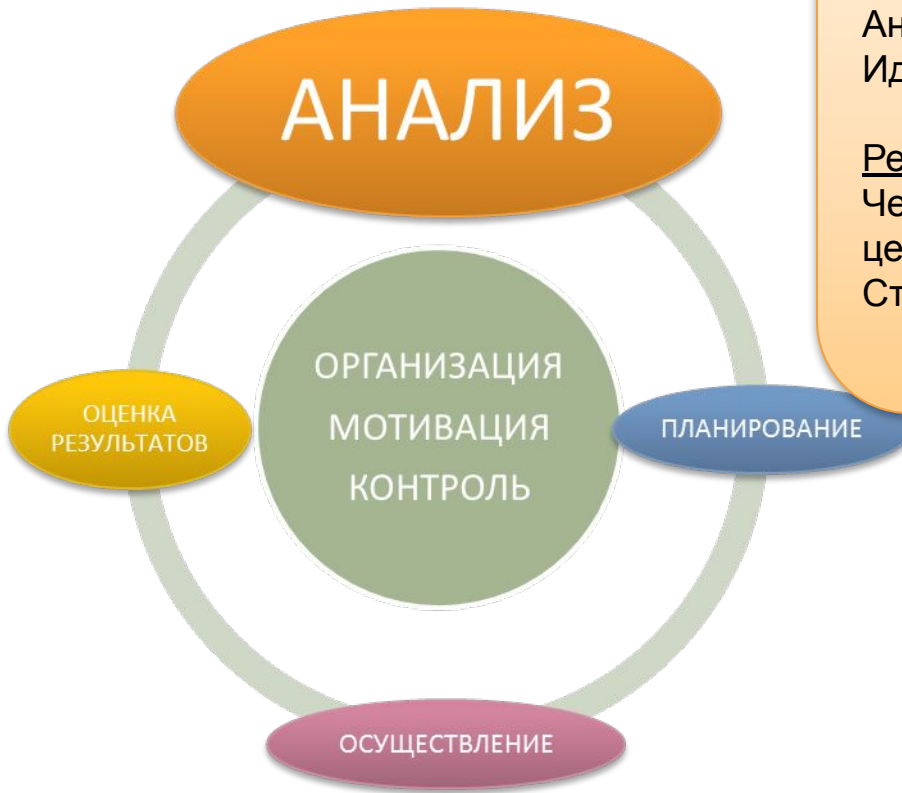 АНАЛИЗ
ОРГАНИЗАЦИЯ
МОТИВАЦИЯ
КОНТРОЛЬ
ОЦЕНКА
РЕЗУЛЬТАТОВ
ПЛАНИРОВАНИЕ
ОСУЩЕСТВЛЕНИЕ